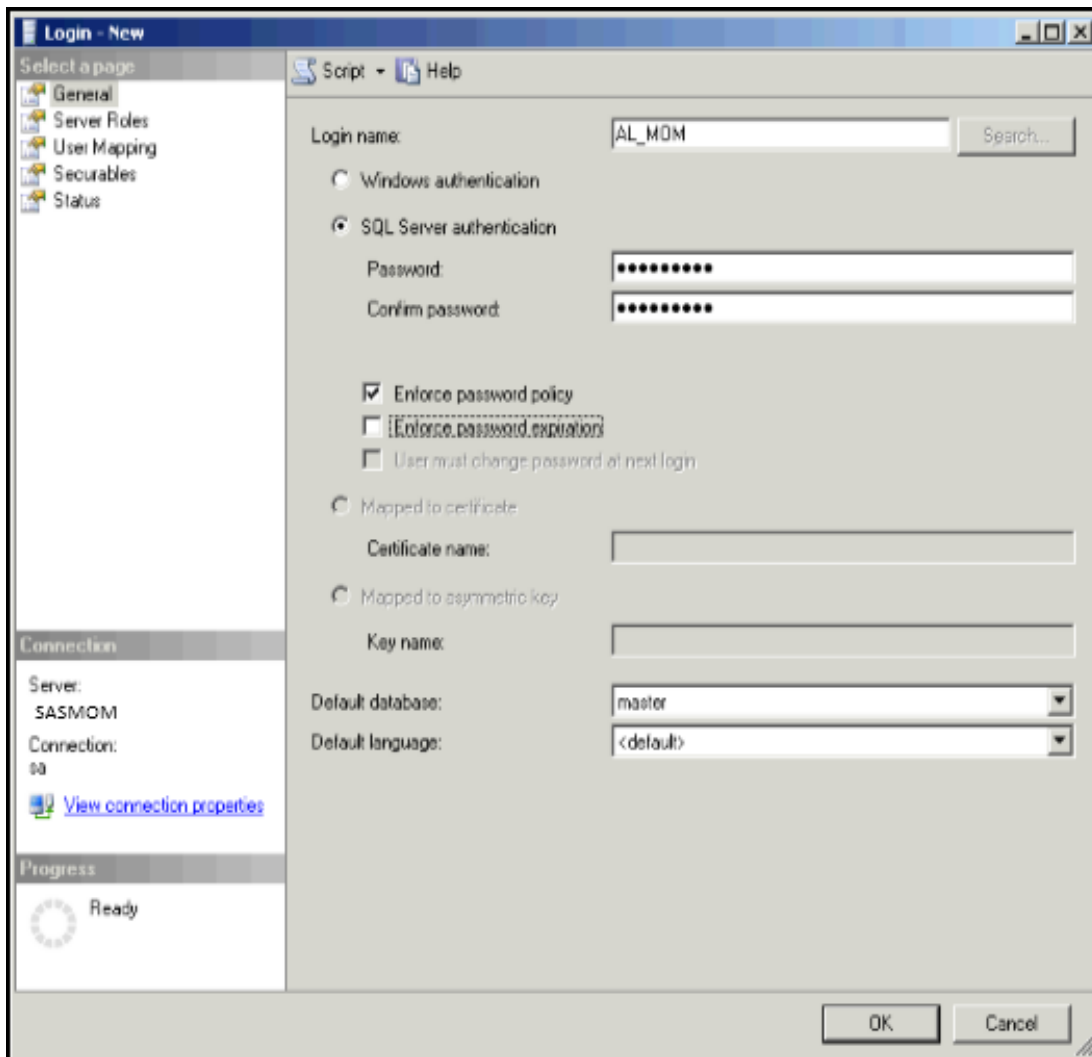 Login - New
Select a page
General
Server Roles
User Mapping
Securables
Status
Script
Help
Login name:
AL_MOM
Search...
Windows authentication
SQL Server authentication
Password:
•••••••••
Confirm password:
•••••••••
Enforce password policy
Enforce password expiration
User must change password at next login
Mapped to certificate
Certificate name:
Mapped to asymmetric key
Key name:
Default database:
master
Default language:
<default>
Connection
Server:
SASMOM
Connection:
sa
View connection properties
Progress
Ready
OK
Cancel